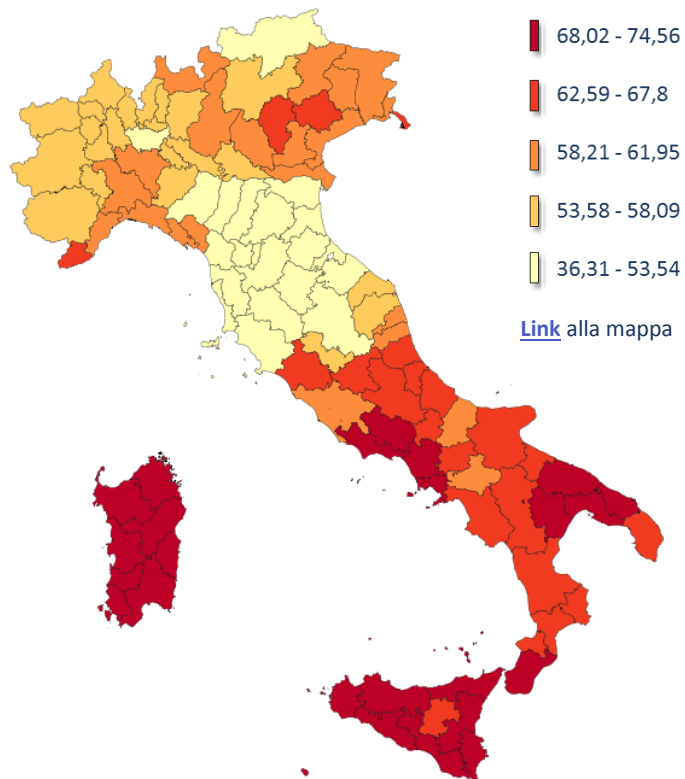 68,02 - 74,56
62,59 - 67,8
58,21 - 61,95
53,58 - 58,09
36,31 - 53,54
Link alla mappa